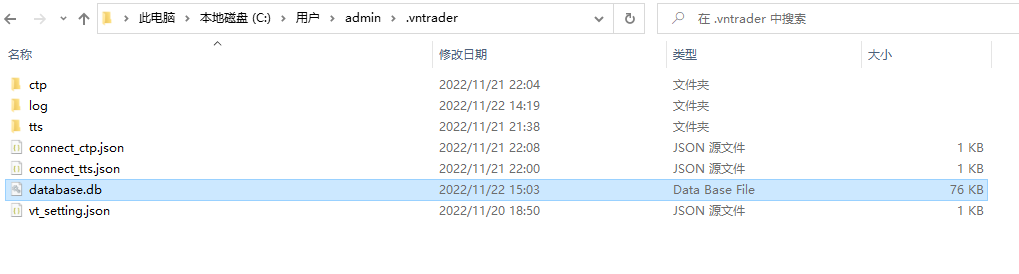 此电脑 本地磁盘 (C:) 用户 admin .vntrader 在 .vntrader 中搜索
名称 修改日期 类型 大小
ctp 2022/11/21 22:04 文件夹
log 2022/11/22 14:19 文件夹
tts 2022/11/21 21:38 文件夹
connect_ctp.json 2022/11/21 22:08 JSON 源文件 1 KB
connect_tts.json 2022/11/21 22:00 JSON 源文件 1 KB
database.db 2022/11/22 15:03 Data Base File 76 KB
vt_setting.json 2022/11/20 18:50 JSON 源文件 1 KB